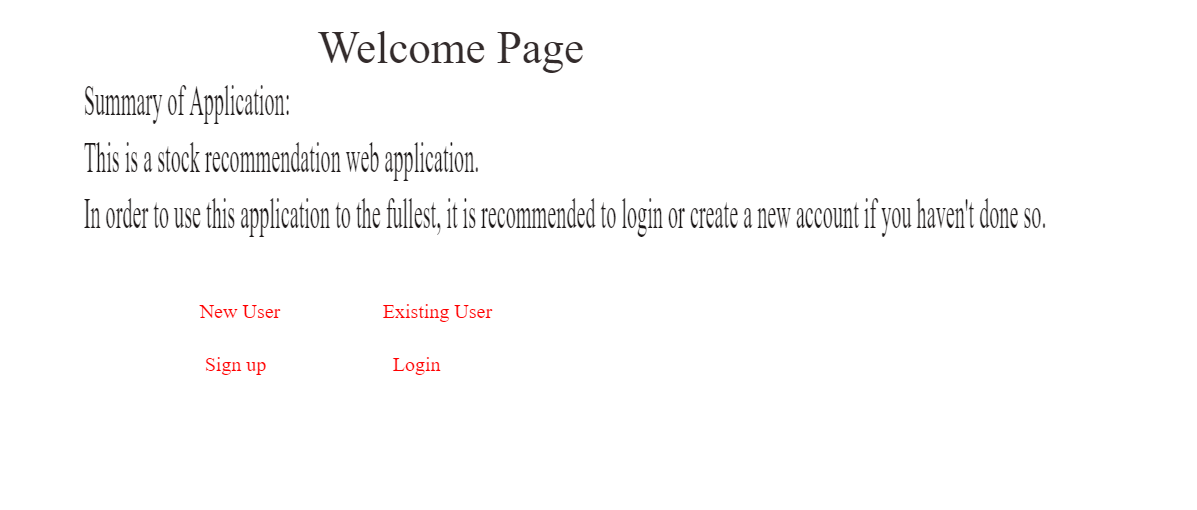 Welcome Page
Summary of Application:
This is a stock recommendation web application.
In order to use this application to the fullest, it is recommended to login or create a new account if you haven't done so.
New User Existing User
Sign up Login